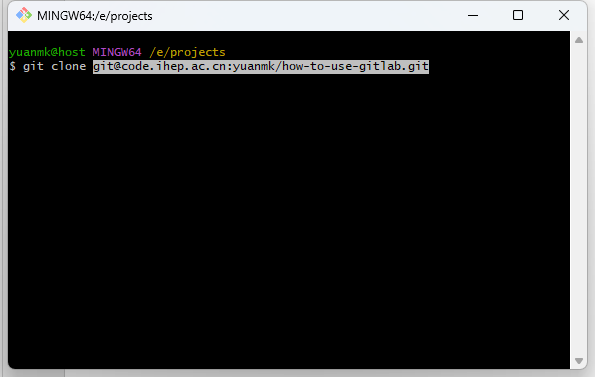 MINGW64:/e/projects
yuanmk@host MINGW64 /e/projects
$ git clone git@code.ihep.ac.cn:yuanmk/how-to-use-gitlab.git